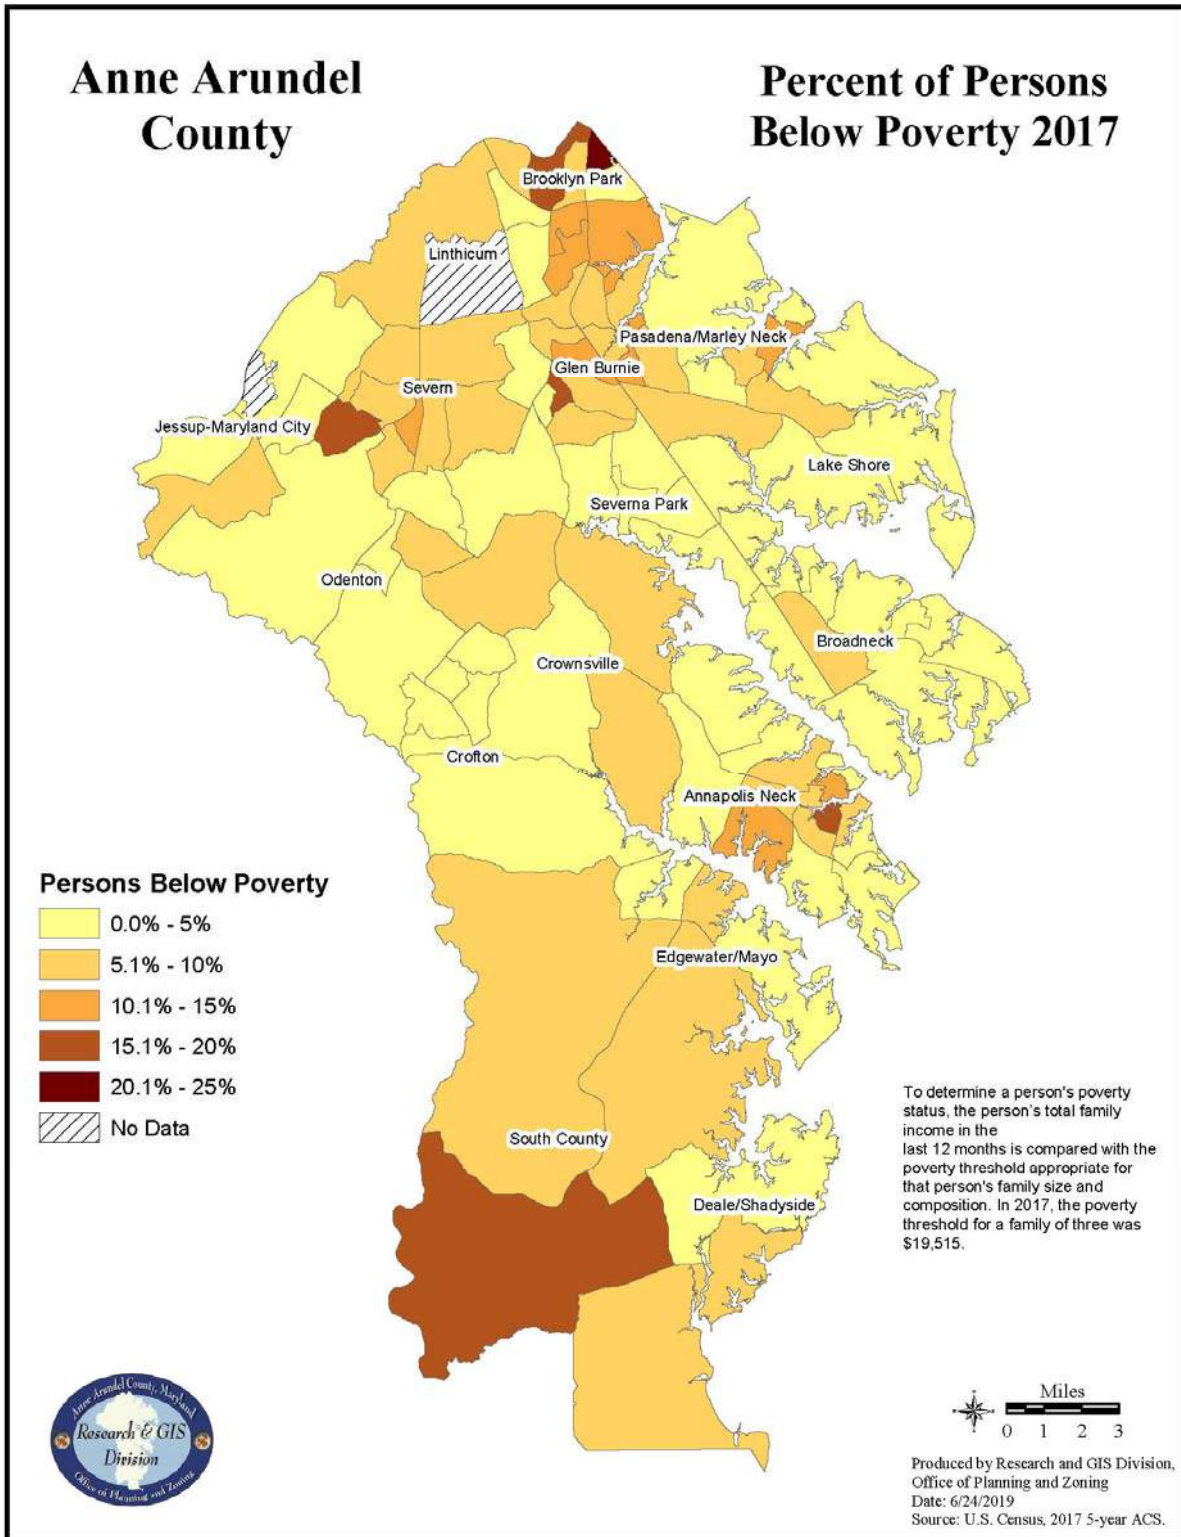 Anne Arundel
County
Percent of Persons
Below Poverty 2017
Brooklyn Park
Linthicum
Pasadena/Marley Neck
Glen Burnie
Severn
Jessup-Maryland City
Lake Shore
Severna Park
Odenton
Broadneck
Crownsville
Crofton
Annapolis Neck
Persons Below Poverty
0.0% - 5%
5.1% - 10%
10.1% - 15%
15.1% - 20%
20.1% - 25%
No Data
Edgewater/Mayo
South County
Deale/Shadyside
To determine a person's poverty
status, the person's total family
income in the
last 12 months is compared with the
poverty threshold appropriate for
that person's family size and
composition. In 2017, the poverty
threshold for a family of three was
$19,515.
Anne Arundel County, Maryland
Research & GIS
Division
Office of Planning and Zoning
Miles
0 1 2 3
Produced by Research and GIS Division,
Office of Planning and Zoning
Date: 6/24/2019
Source: U.S. Census, 2017 5-year ACS.